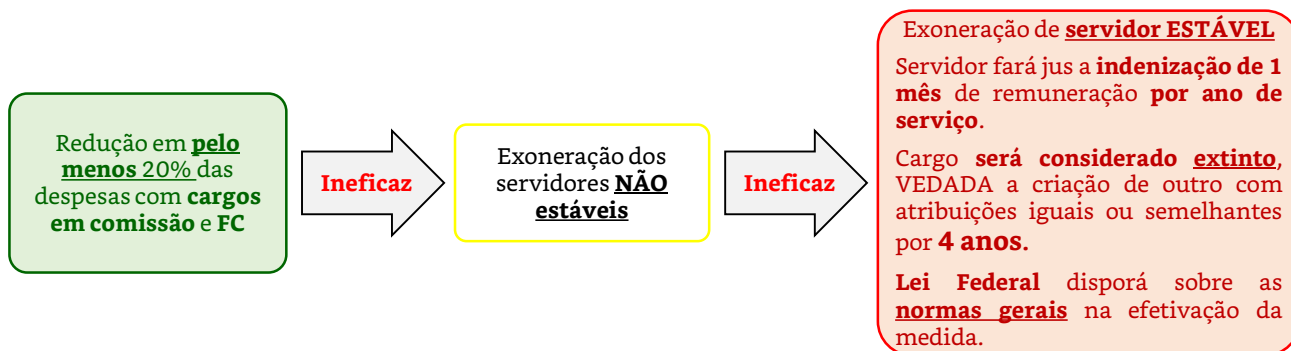 Redução em pelo
menos 20% das
despesas com cargos
em comissão e FC
Ineficaz
Exoneração dos
servidores NÃO
estáveis
Ineficaz
Exoneração de servidor ESTÁVEL
Servidor fará jus a indenização de 1
mês de remuneração por ano de
serviço.
Cargo será considerado extinto,
VEDADA a criação de outro com
atribuições iguais ou semelhantes
por 4 anos.
Lei Federal disporá sobre as
normas gerais na efetivação da
medida.